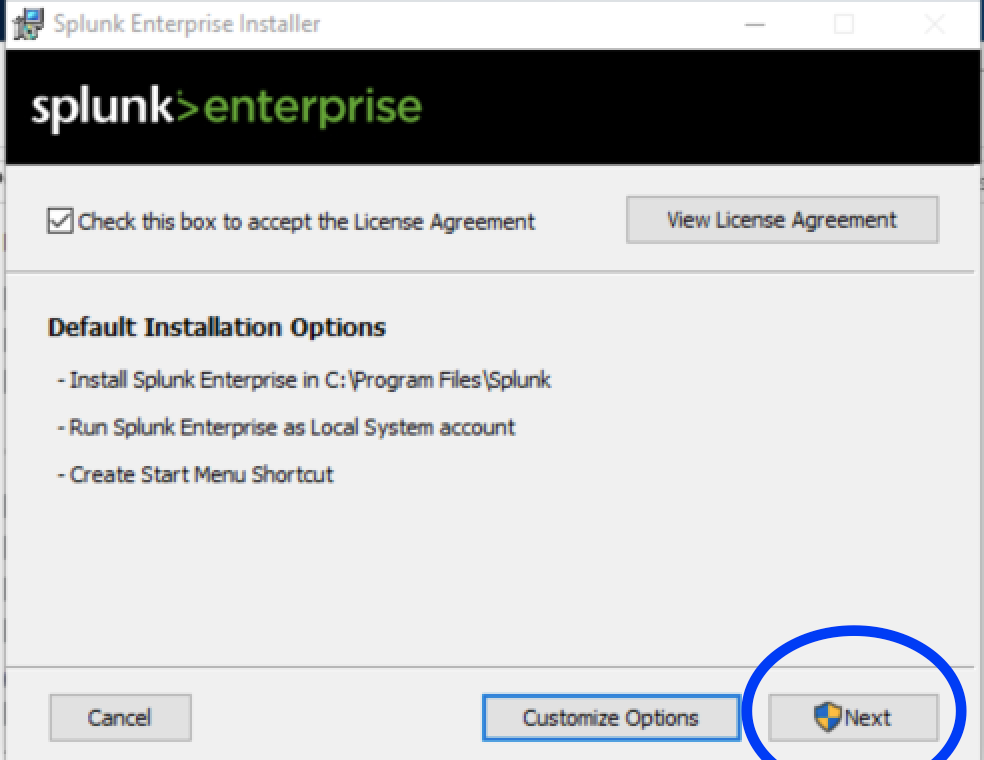 Splunk Enterprise Installer
splunk>enterprise
Check this box to accept the License Agreement
View License Agreement
Default Installation Options
- Install Splunk Enterprise in C:\Program Files\Splunk
- Run Splunk Enterprise as Local System account
- Create Start Menu Shortcut
Cancel
Customize Options
Next